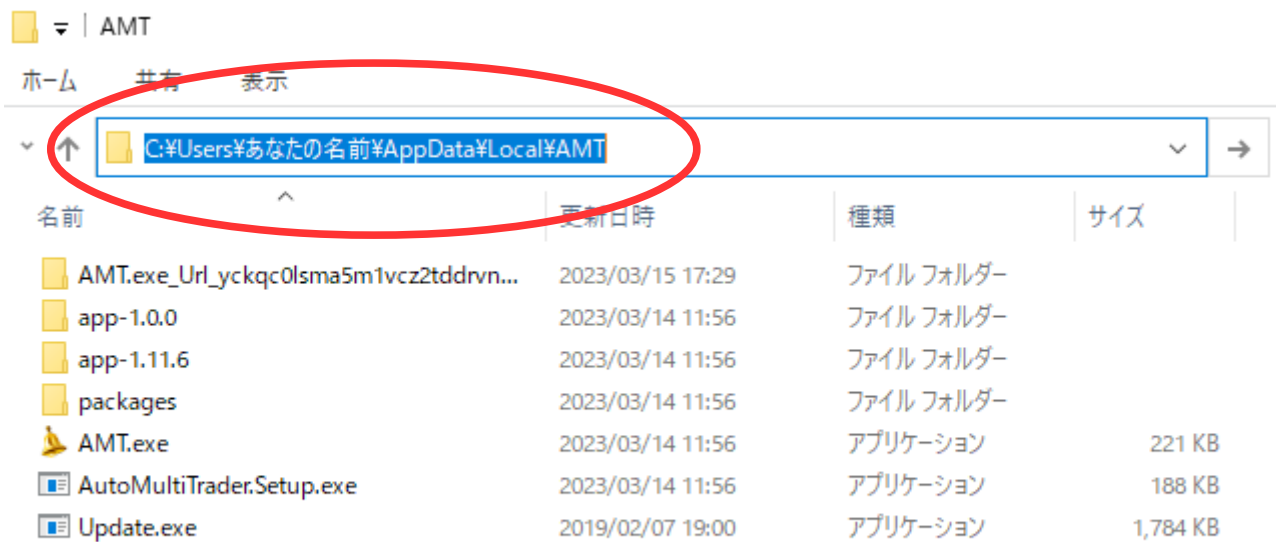 AMT
ホーム 共有 表示
C:¥Users¥あなたの名前¥AppData¥Local¥AMT
名前 更新日時 種類 サイズ
AMT.exe_Url_yckqc0lsma5m1vcz2tddrvn... 2023/03/15 17:29 ファイル フォルダー
app-1.0.0 2023/03/14 11:56 ファイル フォルダー
app-1.11.6 2023/03/14 11:56 ファイル フォルダー
packages 2023/03/14 11:56 ファイル フォルダー
AMT.exe 2023/03/14 11:56 アプリケーション 221 KB
AutoMultiTrader.Setup.exe 2023/03/14 11:56 アプリケーション 188 KB
Update.exe 2019/02/07 19:00 アプリケーション 1,784 KB